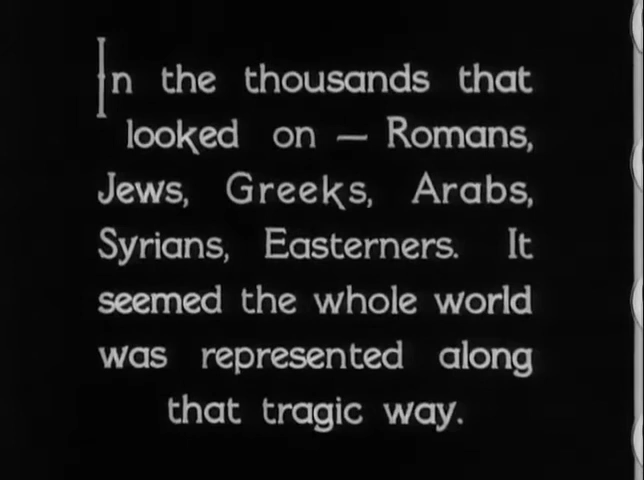 In the thousands that
looked on — Romans,
Jews, Greeks, Arabs,
Syrians, Easterners. It
seemed the whole world
was represented along
that tragic way.